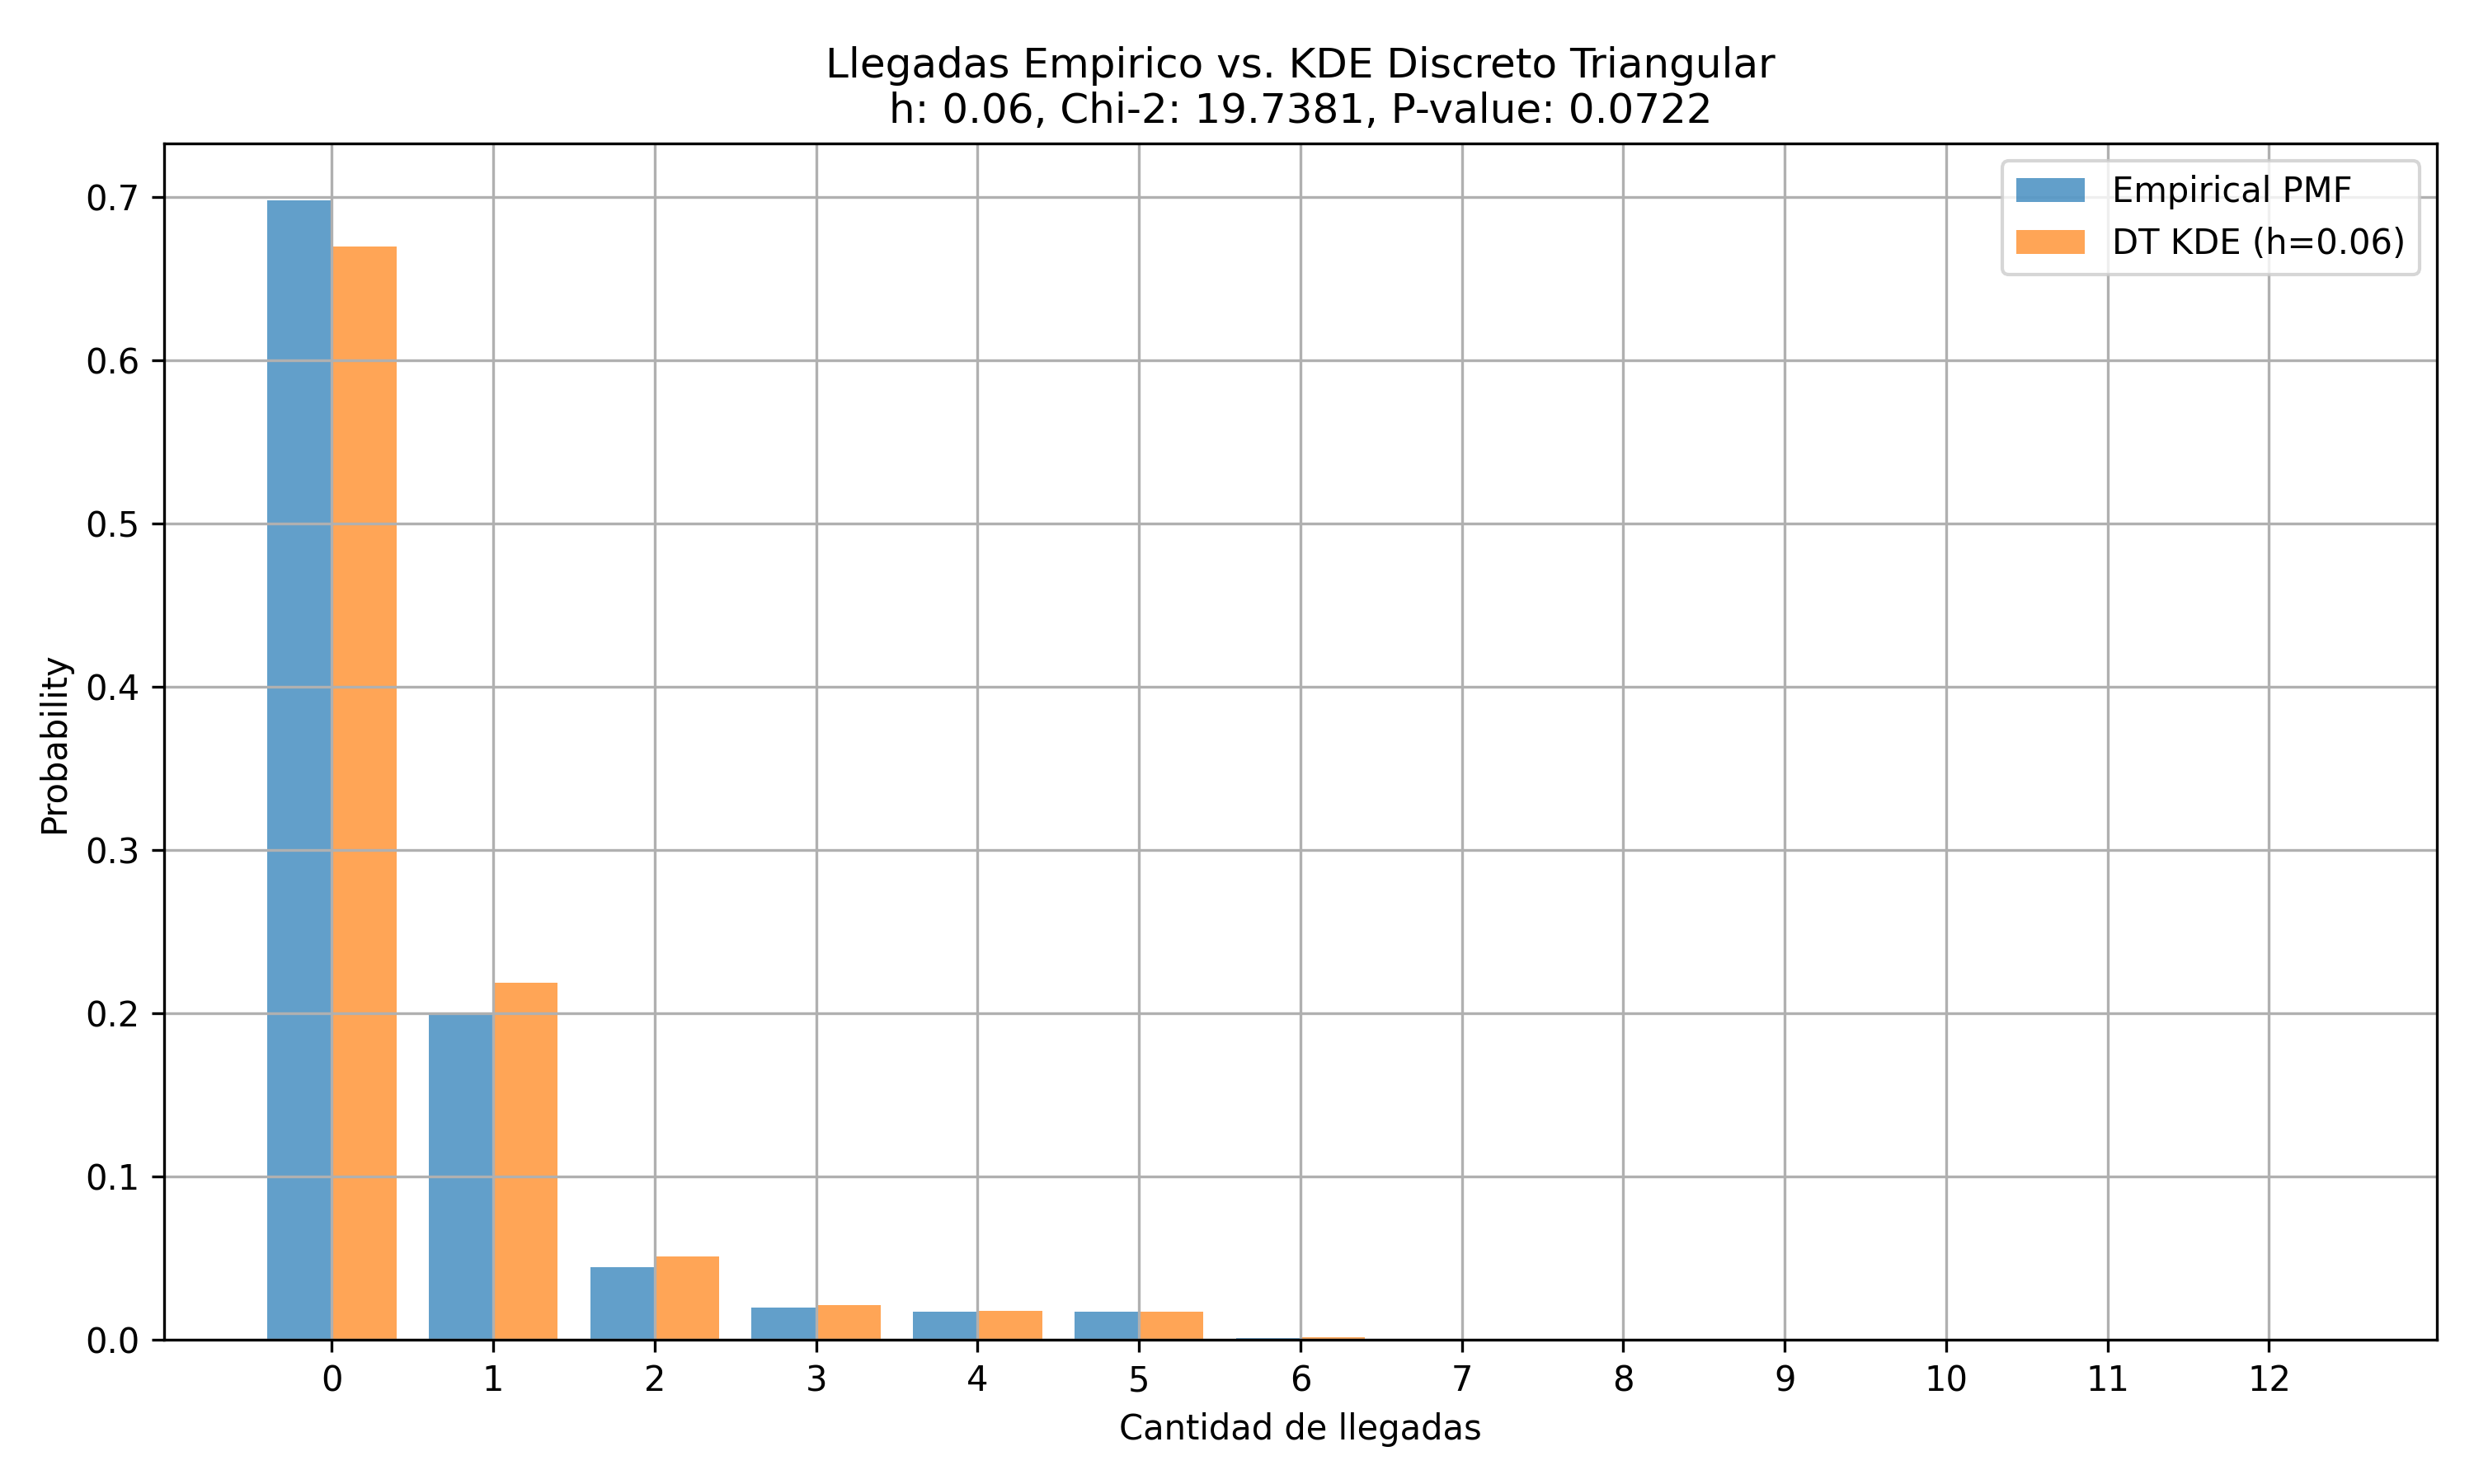 Llegadas Empirico vs. KDE Discreto Triangular
h: 0.06, Chi-2: 19.7381, P-value: 0.0722
Empirical PMF
DT KDE (h=0.06)
Probability
0.7
0.6
0.5
0.4
0.3
0.2
0.1
0.0
0 1 2 3 4 5 6 7 8 9 10 11 12
Cantidad de llegadas